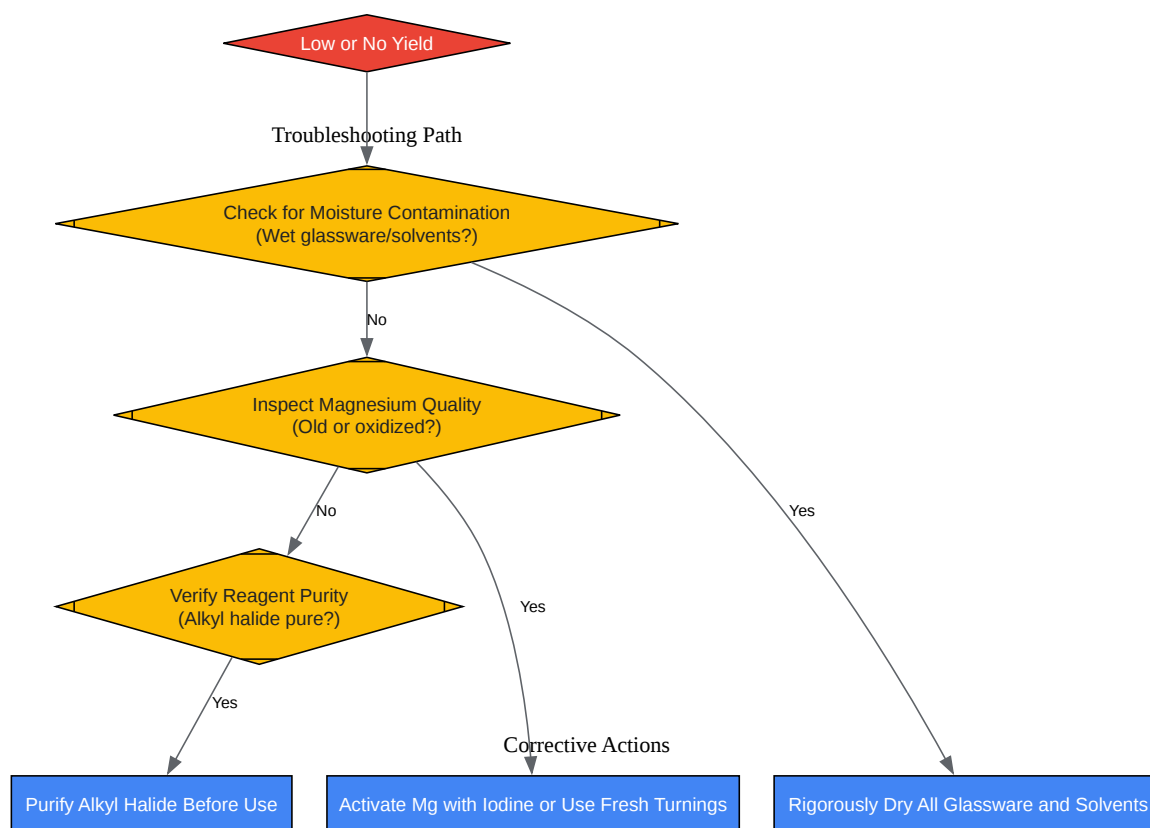 Low or No Yield
Troubleshooting Path
Check for Moisture Contamination
(Wet glassware/solvents?)
No
Inspect Magnesium Quality
(Old or oxidized?)
No
Yes
Verify Reagent Purity
(Alkyl halide pure?)
Yes
Yes
Corrective Actions
Purify Alkyl Halide Before Use
Activate Mg with Iodine or Use Fresh Turnings
Rigorously Dry All Glassware and Solvents